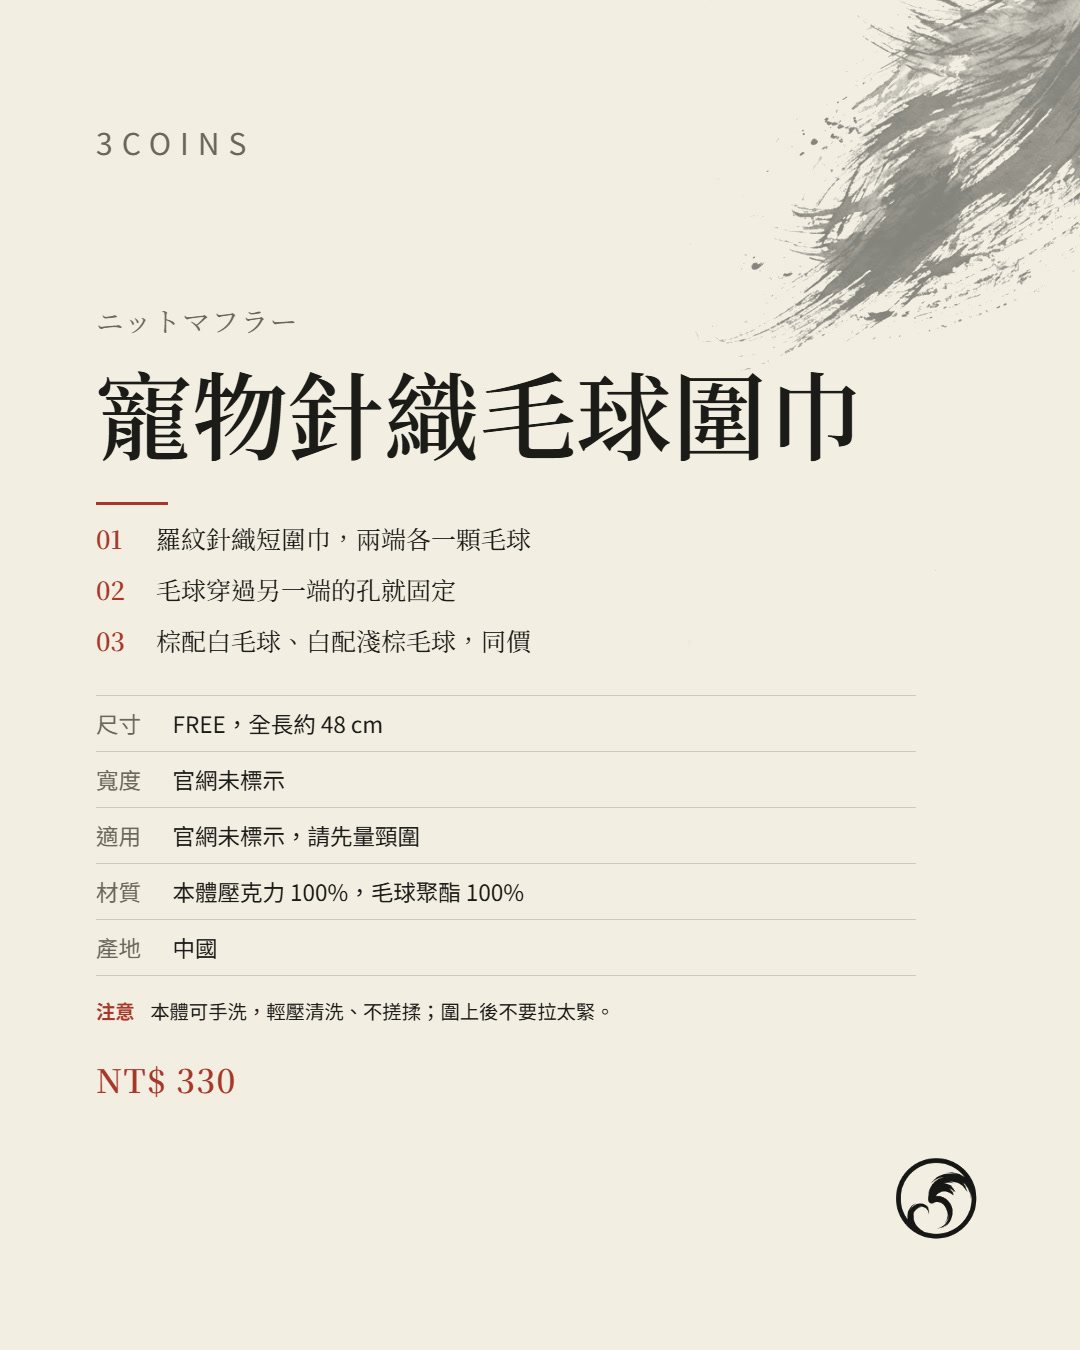 3COINS
ニットマフラー
寵物針織毛球圍巾
01 羅紋針織短圍巾，兩端各一顆毛球
02 毛球穿過另一端的孔就固定
03 棕配白毛球、白配淺棕毛球，同價
尺寸 FREE，全長約 48 cm
寬度 官網未標示
適用 官網未標示，請先量頸圍
材質 本體壓克力 100%，毛球聚酯 100%
產地 中國
注意 本體可手洗，輕壓清洗、不搓揉；圍上後不要拉太緊。
NT$ 330